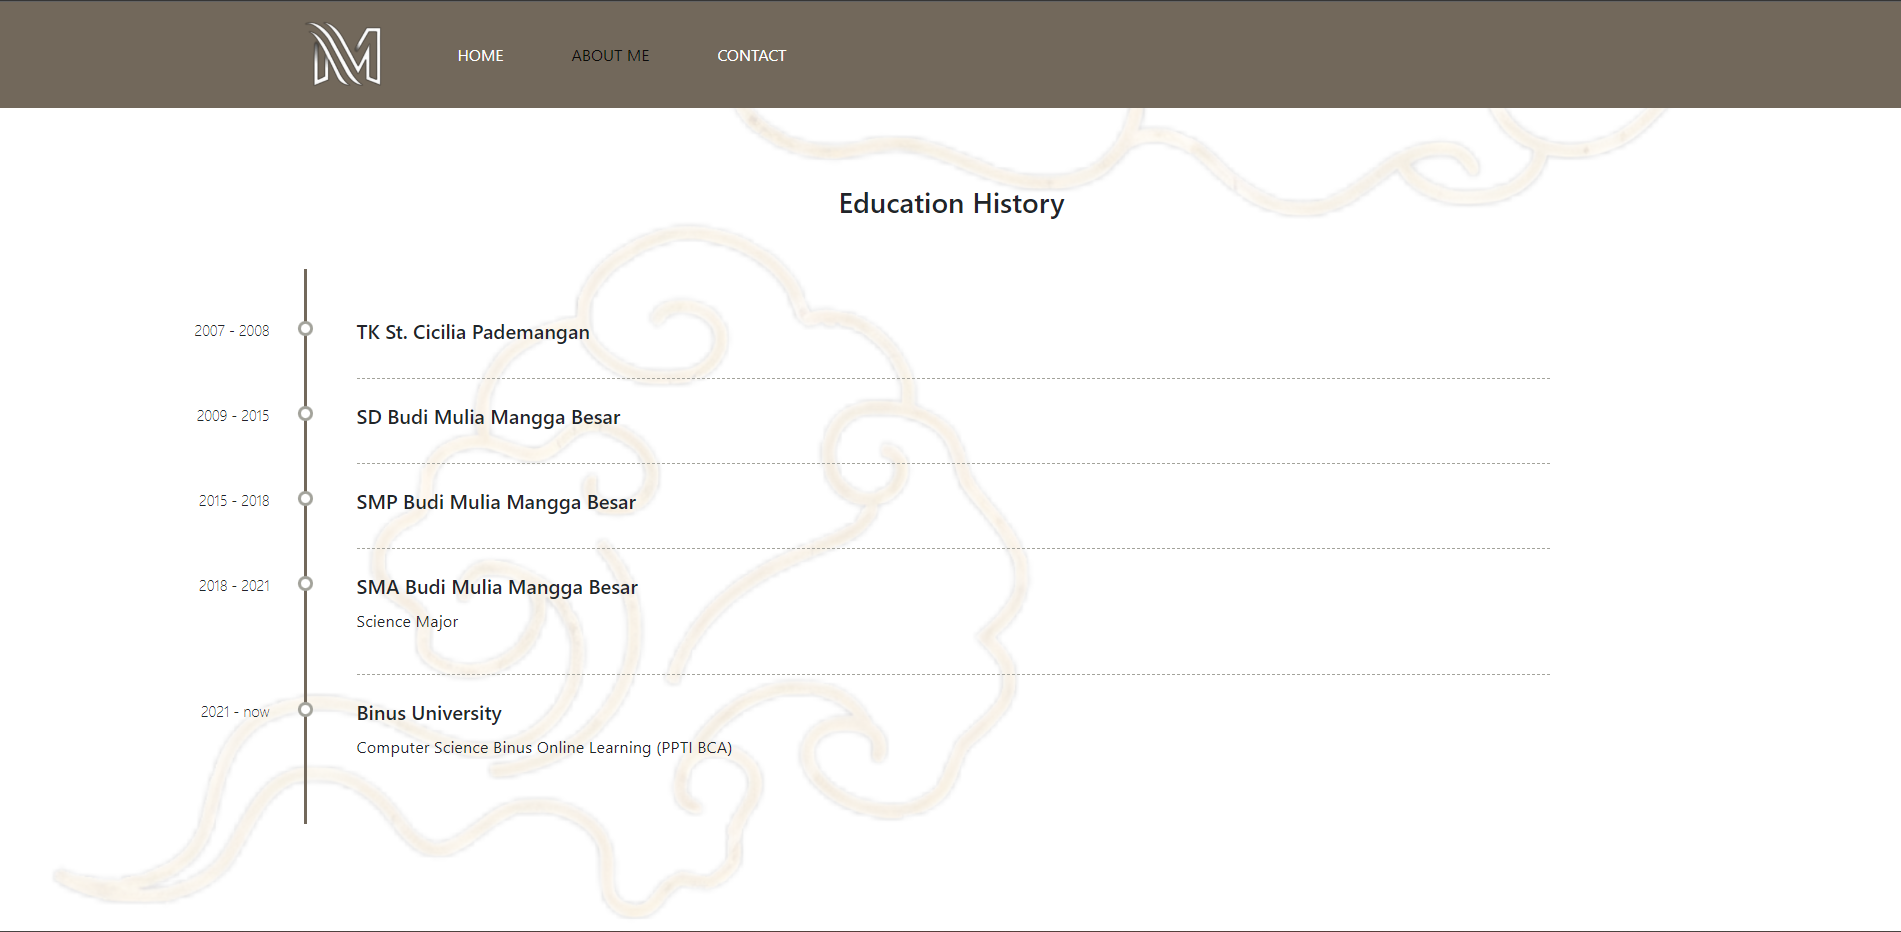 M
HOME
ABOUT ME
CONTACT
Education History
2007 - 2008
TK St. Cicilia Pademangan
2009 - 2015
SD Budi Mulia Mangga Besar
2015 - 2018
SMP Budi Mulia Mangga Besar
2018 - 2021
SMA Budi Mulia Mangga Besar
Science Major
2021 - now
Binus University
Computer Science Binus Online Learning (PPTI BCA)